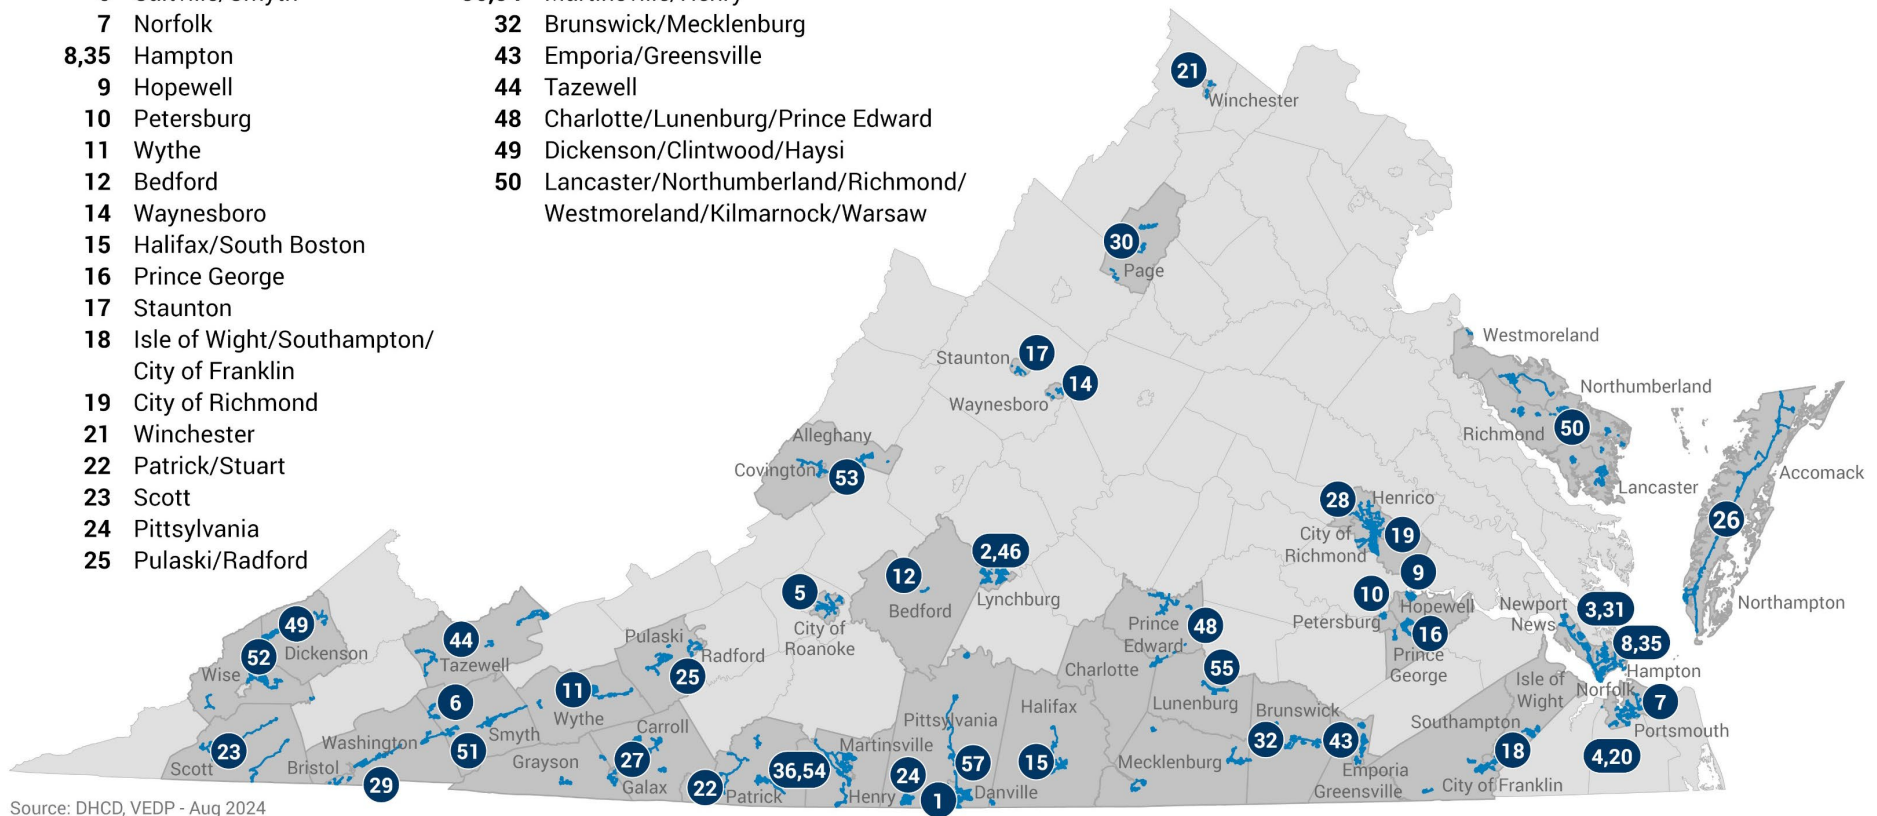 7 Norfolk
8,35 Hampton
9 Hopewell
10 Petersburg
11 Wythe
12 Bedford
14 Waynesboro
15 Halifax/South Boston
16 Prince George
17 Staunton
18 Isle of Wight/Southampton/
City of Franklin
19 City of Richmond
21 Winchester
22 Patrick/Stuart
23 Scott
24 Pittsylvania
25 Pulaski/Radford
32 Brunswick/Mecklenburg
43 Emporia/Greensville
44 Tazewell
48 Charlotte/Lunenburg/Prince Edward
49 Dickenson/Clintwood/Haysi
50 Lancaster/Northumberland/Richmond/
Westmoreland/Kilmarnock/Warsaw
21
Winchester
30
Page
Staunton
17
14
Waynesboro
Westmoreland
Northumberland
Richmond
50
Lancaster
Accomack
26
Northampton
Alleghany
Covington
53
28
Henrico
City of
Richmond
19
9
10
Hopewell
Petersburg
16
Prince
George
Newport
News
3,31
8,35
Hampton
Norfolk
7
Portsmouth
4,20
Isle of
Wight
Southampton
18
City of Franklin
12
Bedford
2,46
Lynchburg
5
City of
Roanoke
Prince
Edward
48
Charlotte
55
Lunenburg
Brunswick
32
43
Mecklenburg
Emporia
Greensville
49
52
Dickenson
Wise
44
Tazewell
Pulaski
Radford
25
6
11
Wythe
Smyth
51
Washington
23
Scott
Bristol
29
Grayson
Carroll
27
Galax
22
Patrick
36,54
Martinsville
Henry
Pittsylvania
24
57
1
Danville
Halifax
15
Source: DHCD, VEDP - Aug 2024